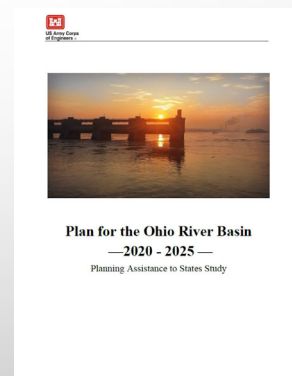 US Army Corps
of Engineers
Plan for the Ohio River Basin
—2020 - 2025 —
Planning Assistance to States Study